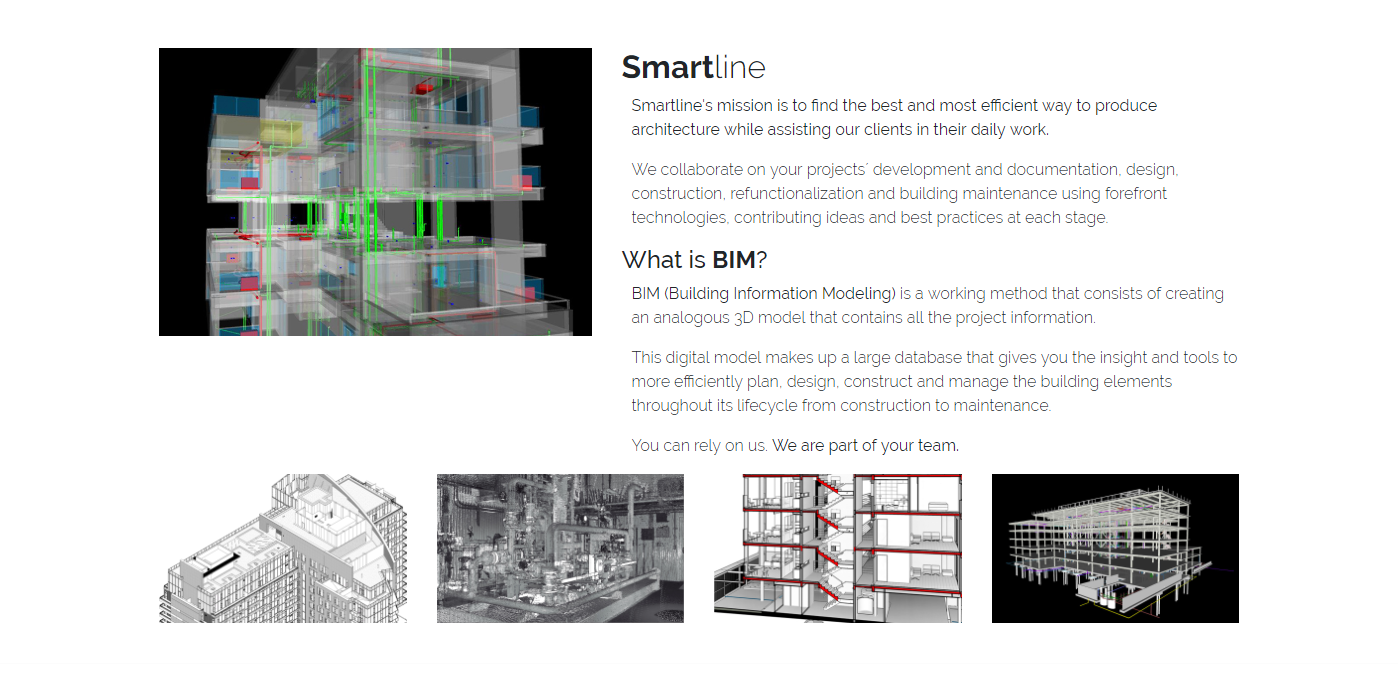 Smartline
Smartline's mission is to find the best and most efficient way to produce
architecture while assisting our clients in their daily work.
We collaborate on your projects´ development and documentation, design,
construction, refunctionalization and building maintenance using forefront
technologies, contributing ideas and best practices at each stage.
What is BIM?
BIM (Building Information Modeling) is a working method that consists of creating
an analogous 3D model that contains all the project information.
This digital model makes up a large database that gives you the insight and tools to
more efficiently plan, design, construct and manage the building elements
throughout its lifecycle from construction to maintenance.
You can rely on us. We are part of your team.